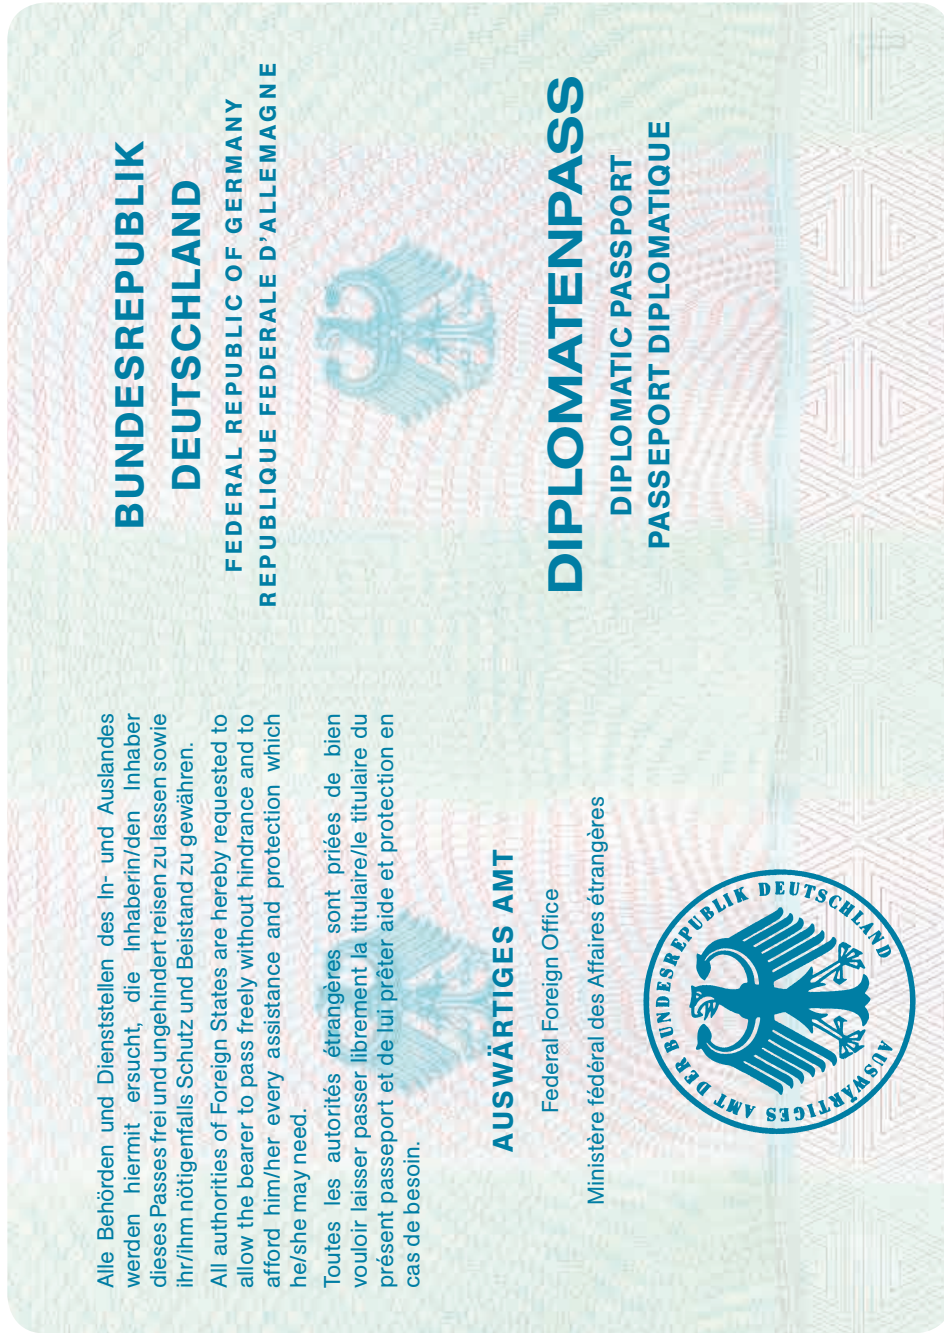 Alle Behörden und Dienststellen des In- und Auslandes
werden hiermit ersucht, die Inhaberin/den Inhaber
dieses Passes frei und ungehindert reisen zu lassen sowie
ihr/ihm nötigenfalls Schutz und Beistand zu gewähren.
All authorities of Foreign States are hereby requested to
allow the bearer to pass freely without hindrance and to
afford him/her every assistance and protection which
he/she may need.
Toutes les autorités étrangères sont priées de bien
vouloir laisser passer librement la titulaire/le titulaire du
présent passeport et de lui prêter aide et protection en
cas de besoin.
AUSWÄRTIGES AMT
Federal Foreign Office
Ministère fédéral des Affaires étrangères
AUSWÄRTIGES AMT DER BUNDESREPUBLIK DEUTSCHLAND
BUNDESREPUBLIK
DEUTSCHLAND
FEDERAL REPUBLIC OF GERMANY
REPUBLIQUE FEDERALE D'ALLEMAGNE
DIPLOMATENPASS
DIPLOMATIC PASSPORT
PASSEPORT DIPLOMATIQUE